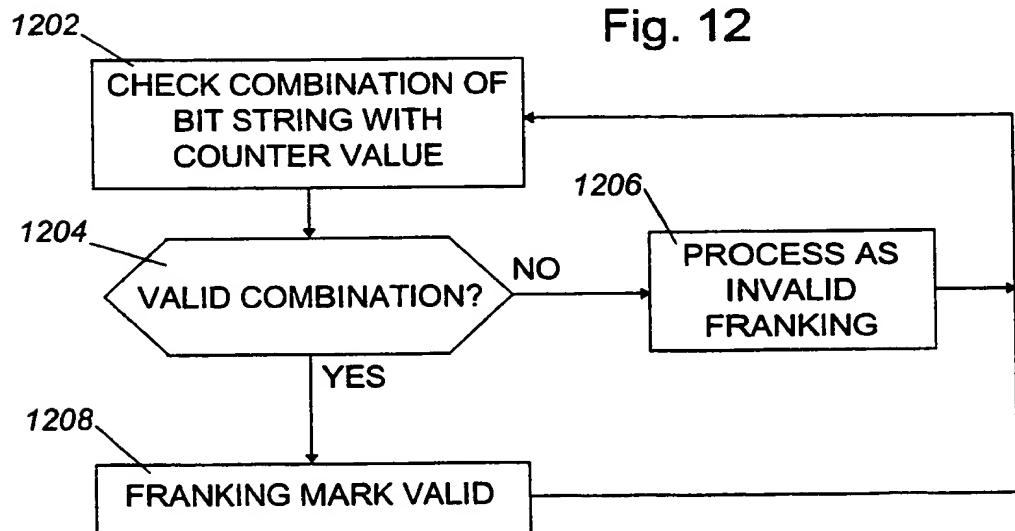 Fig. 12
1202
CHECK COMBINATION OF
BIT STRING WITH
COUNTER VALUE
1204
VALID COMBINATION?
NO
1206
PROCESS AS
INVALID
FRANKING
YES
1208
FRANKING MARK VALID